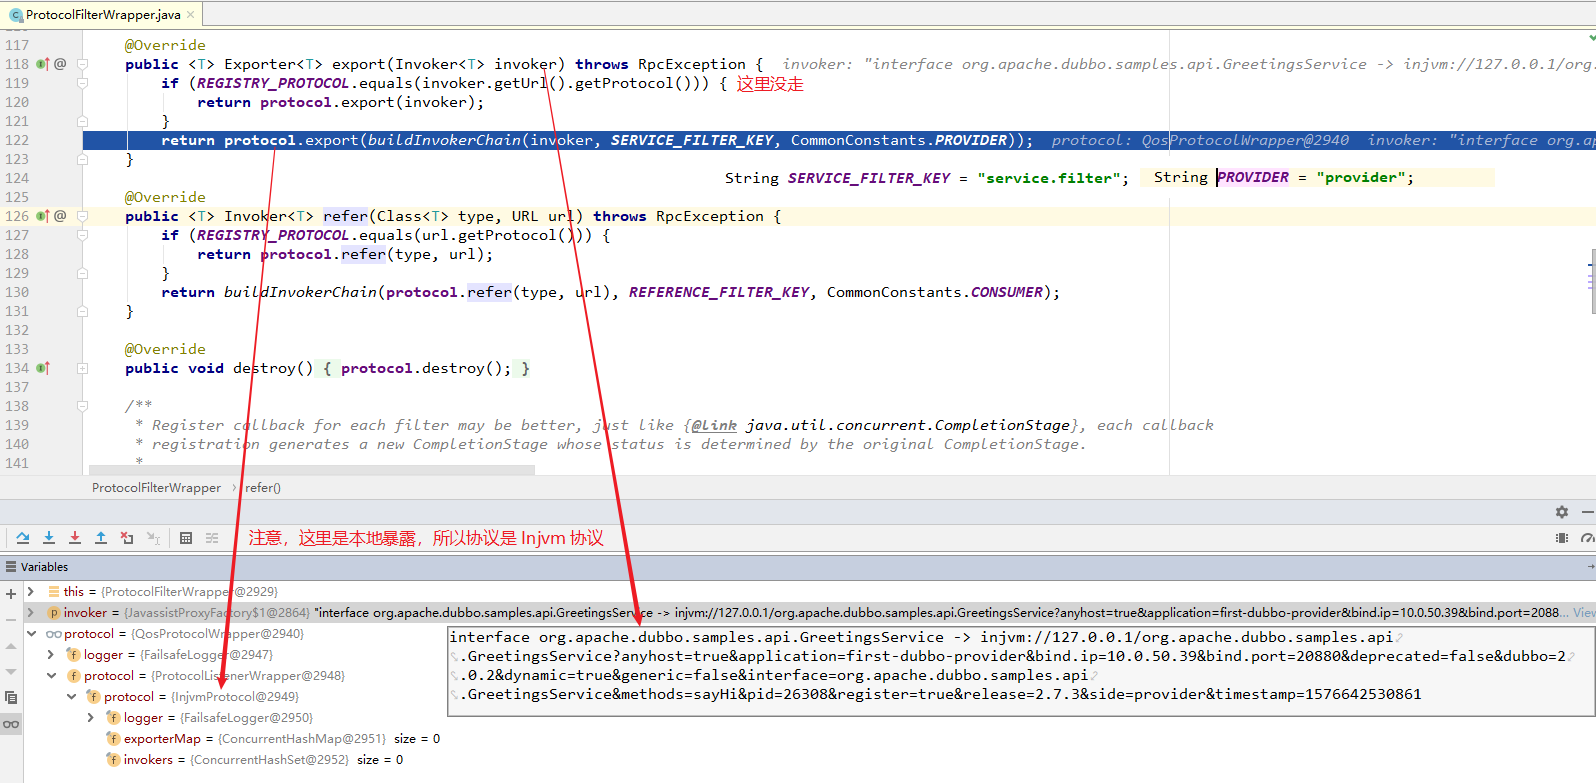 ProtocolFilterWrapper.java
117 @Override
118 public <T> Exporter<T> export(Invoker<T> invoker) throws RpcException { invoker: "interface org.apache.dubbo.samples.api.GreetingsService -> injvm://127.0.0.1/org.
119 if (REGISTRY_PROTOCOL.equals(invoker.getUrl().getProtocol())) { 这里没走
120 return protocol.export(invoker);
121 }
122 return protocol.export(buildInvokerChain(invoker, SERVICE_FILTER_KEY, CommonConstants.PROVIDER)); protocol: QosProtocolWrapper@2940 invoker: "interface org.a
123 }
124 String SERVICE_FILTER_KEY = "service.filter"; String PROVIDER = "provider";
125 @Override
126 public <T> Invoker<T> refer(Class<T> type, URL url) throws RpcException {
127 if (REGISTRY_PROTOCOL.equals(url.getProtocol())) {
128 return protocol.refer(type, url);
129 }
130 return buildInvokerChain(protocol.refer(type, url), REFERENCE_FILTER_KEY, CommonConstants.CONSUMER);
131 }
132
133 @Override
134 public void destroy() { protocol.destroy(); }
137
138 /**
139 * Register callback for each filter may be better, just like {@link java.util.concurrent.CompletionStage}, each callback
140 * registration generates a new CompletionStage whose status is determined by the original CompletionStage.
141 *
ProtocolFilterWrapper › refer()
注意，这里是本地暴露，所以协议是 Injvm 协议
Variables
this = {ProtocolFilterWrapper@2929}
invoker = {JavassistProxyFactory$1@2864} "interface org.apache.dubbo.samples.api.GreetingsService -> injvm://127.0.0.1/org.apache.dubbo.samples.api.GreetingsService?anyhost=true&application=first-dubbo-provider&bind.ip=10.0.50.39&bind.port=2088... View
protocol = {QosProtocolWrapper@2940}
logger = {FailsafeLogger@2947}
protocol = {ProtocolListenerWrapper@2948}
protocol = {InjvmProtocol@2949}
logger = {FailsafeLogger@2950}
exporterMap = {ConcurrentHashMap@2951} size = 0
invokers = {ConcurrentHashSet@2952} size = 0
interface org.apache.dubbo.samples.api.GreetingsService -> injvm://127.0.0.1/org.apache.dubbo.samples.api
.GreetingsService?anyhost=true&application=first-dubbo-provider&bind.ip=10.0.50.39&bind.port=20880&deprecated=false&dubbo=2
.0.2&dynamic=true&generic=false&interface=org.apache.dubbo.samples.api
.GreetingsService&methods=sayHi&pid=26308&register=true&release=2.7.3&side=provider&timestamp=1576642530861